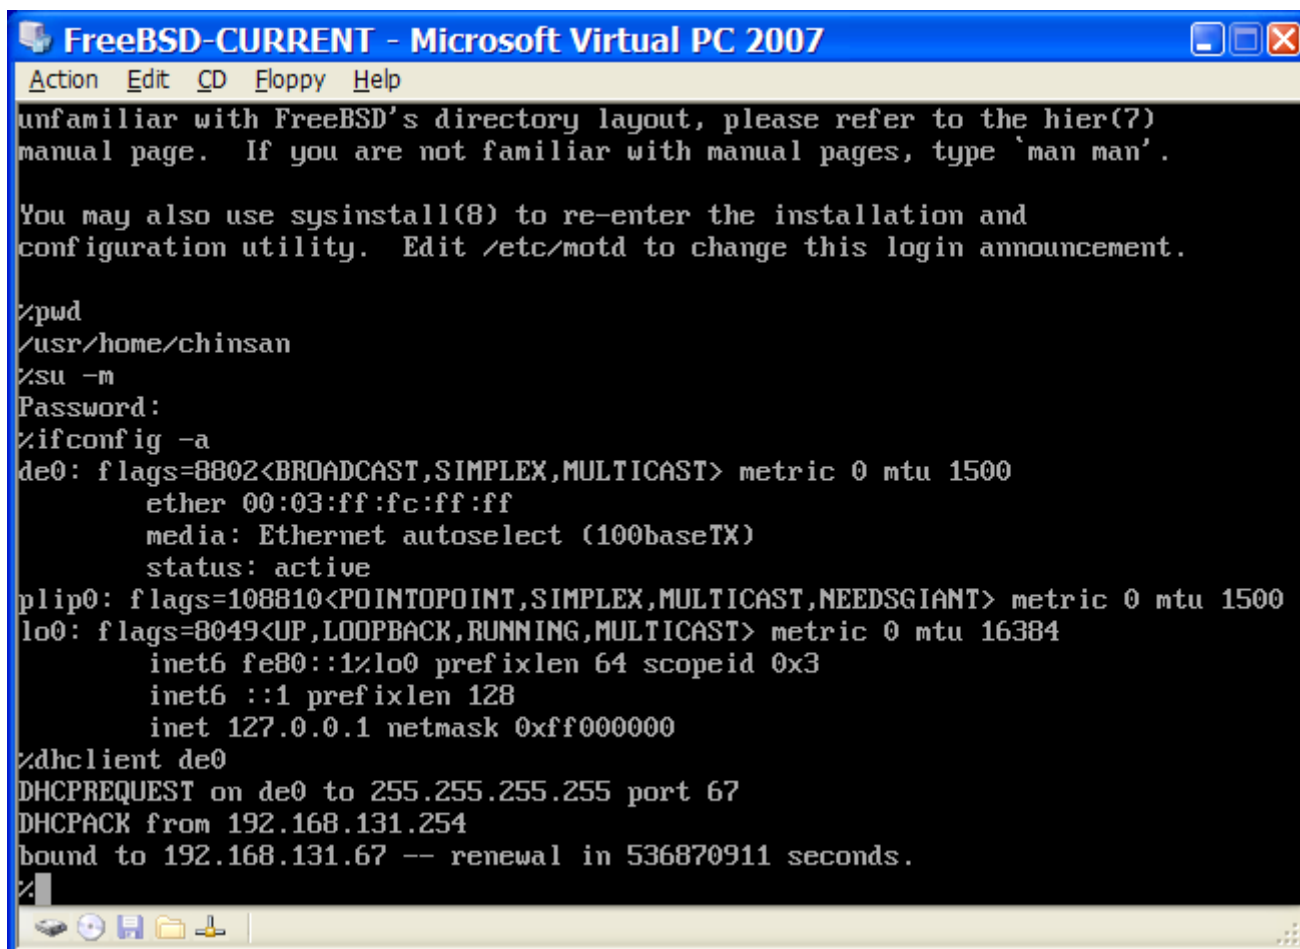 FreeBSD-CURRENT - Microsoft Virtual PC 2007
Action Edit CD Floppy Help
unfamiliar with FreeBSD's directory layout, please refer to the hier(7)
manual page.  If you are not familiar with manual pages, type `man man'.
You may also use sysinstall(8) to re-enter the installation and
configuration utility.  Edit /etc/motd to change this login announcement.
%pwd
/usr/home/chinsan
%su -m
Password:
%ifconfig -a
de0: flags=8802<BROADCAST,SIMPLEX,MULTICAST> metric 0 mtu 1500
        ether 00:03:ff:fc:ff:ff
        media: Ethernet autoselect (100baseTX)
        status: active
plip0: flags=108810<POINTOPOINT,SIMPLEX,MULTICAST,NEEDSGIANT> metric 0 mtu 1500
lo0: flags=8049<UP,LOOPBACK,RUNNING,MULTICAST> metric 0 mtu 16384
        inet6 fe80::1%lo0 prefixlen 64 scopeid 0x3
        inet6 ::1 prefixlen 128
        inet 127.0.0.1 netmask 0xff000000
%dhclient de0
DHCPREQUEST on de0 to 255.255.255.255 port 67
DHCPACK from 192.168.131.254
bound to 192.168.131.67 -- renewal in 536870911 seconds.
%